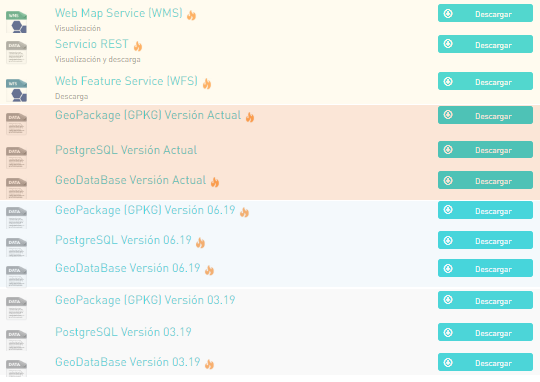 Web Map Service (WMS)
Descargar
Visualización
Servicio REST
Descargar
Visualización y descarga
Web Feature Service (WFS)
Descargar
Descarga
GeoPackage (GPKG) Versión Actual
Descargar
PostgreSQL Versión Actual
Descargar
GeoDataBase Versión Actual
Descargar
GeoPackage (GPKG) Versión 06.19
Descargar
PostgreSQL Versión 06.19
Descargar
GeoDataBase Versión 06.19
Descargar
GeoPackage (GPKG) Versión 03.19
Descargar
PostgreSQL Versión 03.19
Descargar
GeoDataBase Versión 03.19
Descargar